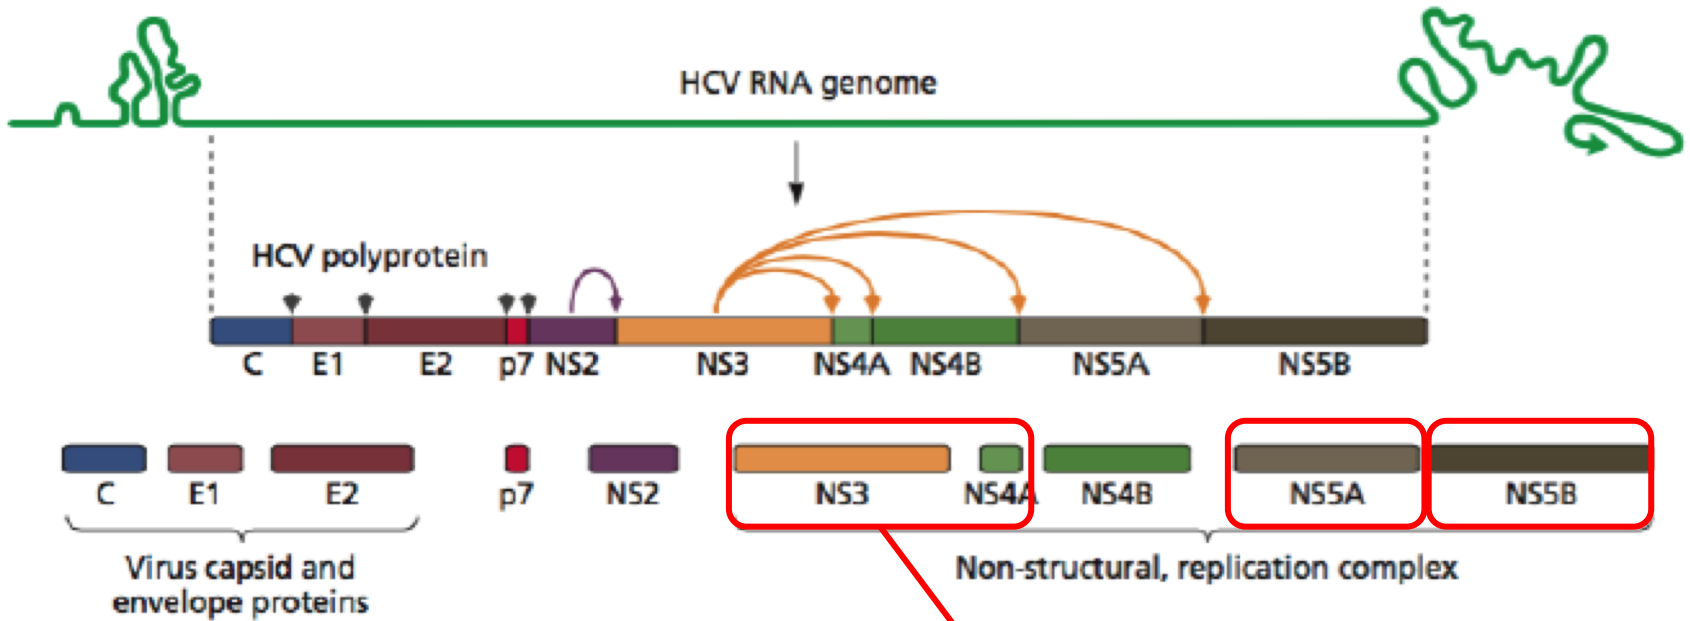 HCV RNA genome
HCV polyprotein
C E1 E2 p7 NS2 NS3 NS4A NS4B NS5A NS5B
C E1 E2 p7 NS2 NS3 NS4A NS4B NS5A NS5B
Virus capsid and
envelope proteins
Non-structural, replication complex